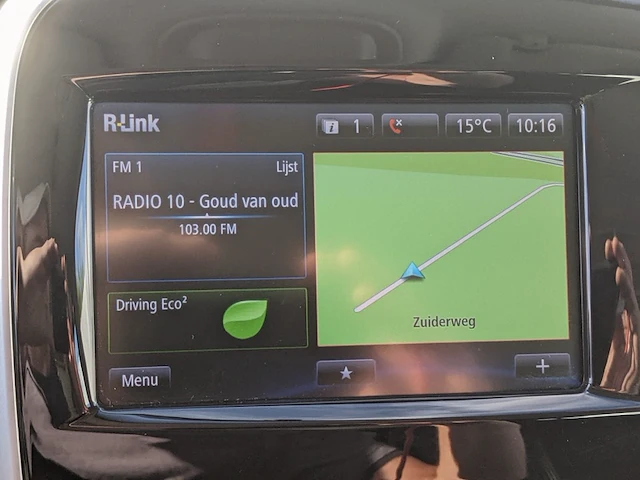 R-Link
1
15°C
10:16
FM 1
Lijst
RADIO 10 - Goud van oud
103.00 FM
Driving Eco²
Zuiderweg
Menu